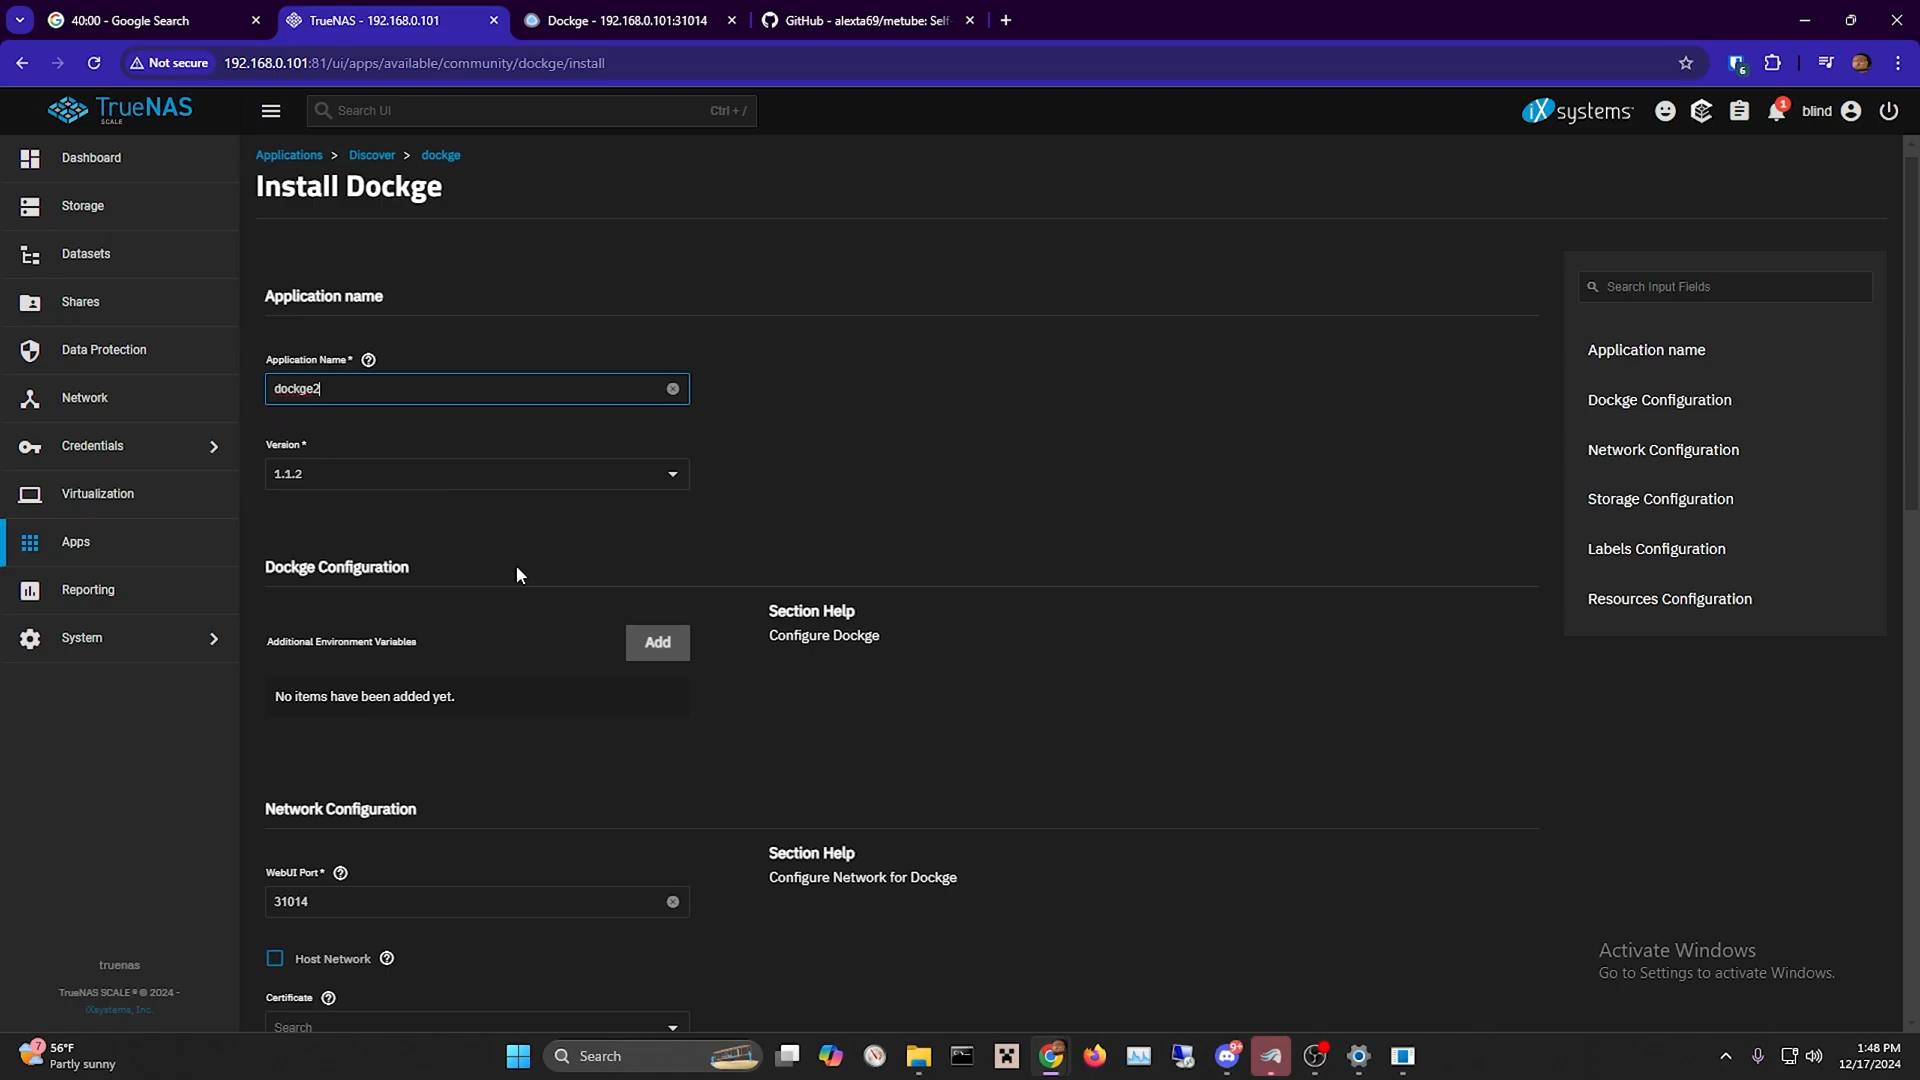 40:00 - Google Search
TrueNAS - 192.168.0.101
Dockge - 192.168.0.101:31014
GitHub - alexta69/metube: Self-
Not secure
192.168.0.101:81/ui/apps/available/community/dockge/install
6
TrueNAS
SCALE
Search UI
Ctrl + /
iXsystems
1
blind
Dashboard
Storage
Datasets
Shares
Data Protection
Network
Credentials
Virtualization
Apps
Reporting
System
truenas
TrueNAS SCALE ® © 2024 -
iXsystems, Inc.
Applications > Discover > dockge
Install Dockge
Application name
Application Name *
dockge2
Version *
1.1.2
Dockge Configuration
Additional Environment Variables
Add
No items have been added yet.
Section Help
Configure Dockge
Network Configuration
WebUI Port *
31014
Section Help
Configure Network for Dockge
Host Network
Certificate
Search
Search Input Fields
Application name
Dockge Configuration
Network Configuration
Storage Configuration
Labels Configuration
Resources Configuration
Activate Windows
Go to Settings to activate Windows.
7
56°F
Partly sunny
Search
9+
1:48 PM
12/17/2024